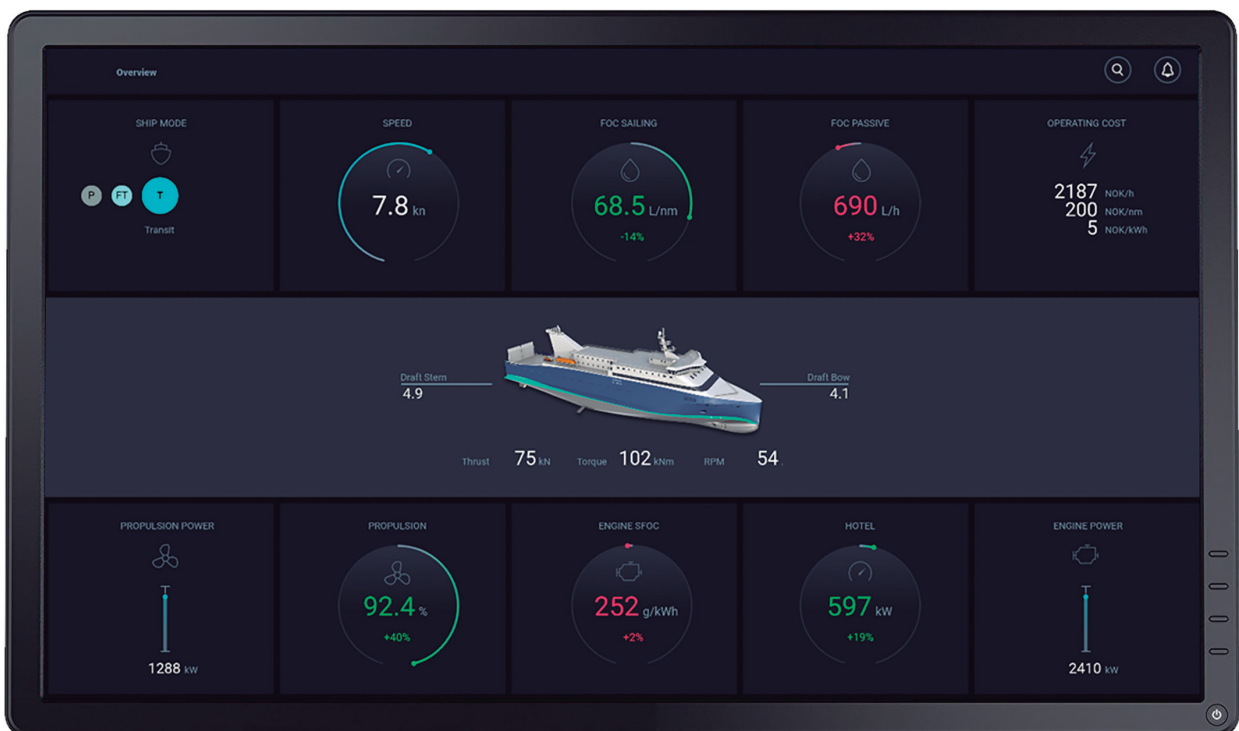 Overview
SHIP MODE
P FT T
Transit
SPEED
7.8 kn
FOC SAILING
68.5 L/nm
-14%
FOC PASSIVE
690 L/h
+32%
OPERATING COST
2187 NOK/h
200 NOK/nm
5 NOK/kWh
Draft Stern
4.9
Draft Bow
4.1
Thrust 75 kN Torque 102 kNm RPM 54
PROPULSION POWER
1288 kW
PROPULSION
92.4 %
+40%
ENGINE SFOC
252 g/kWh
+2%
HOTEL
597 kW
+19%
ENGINE POWER
2410 kW